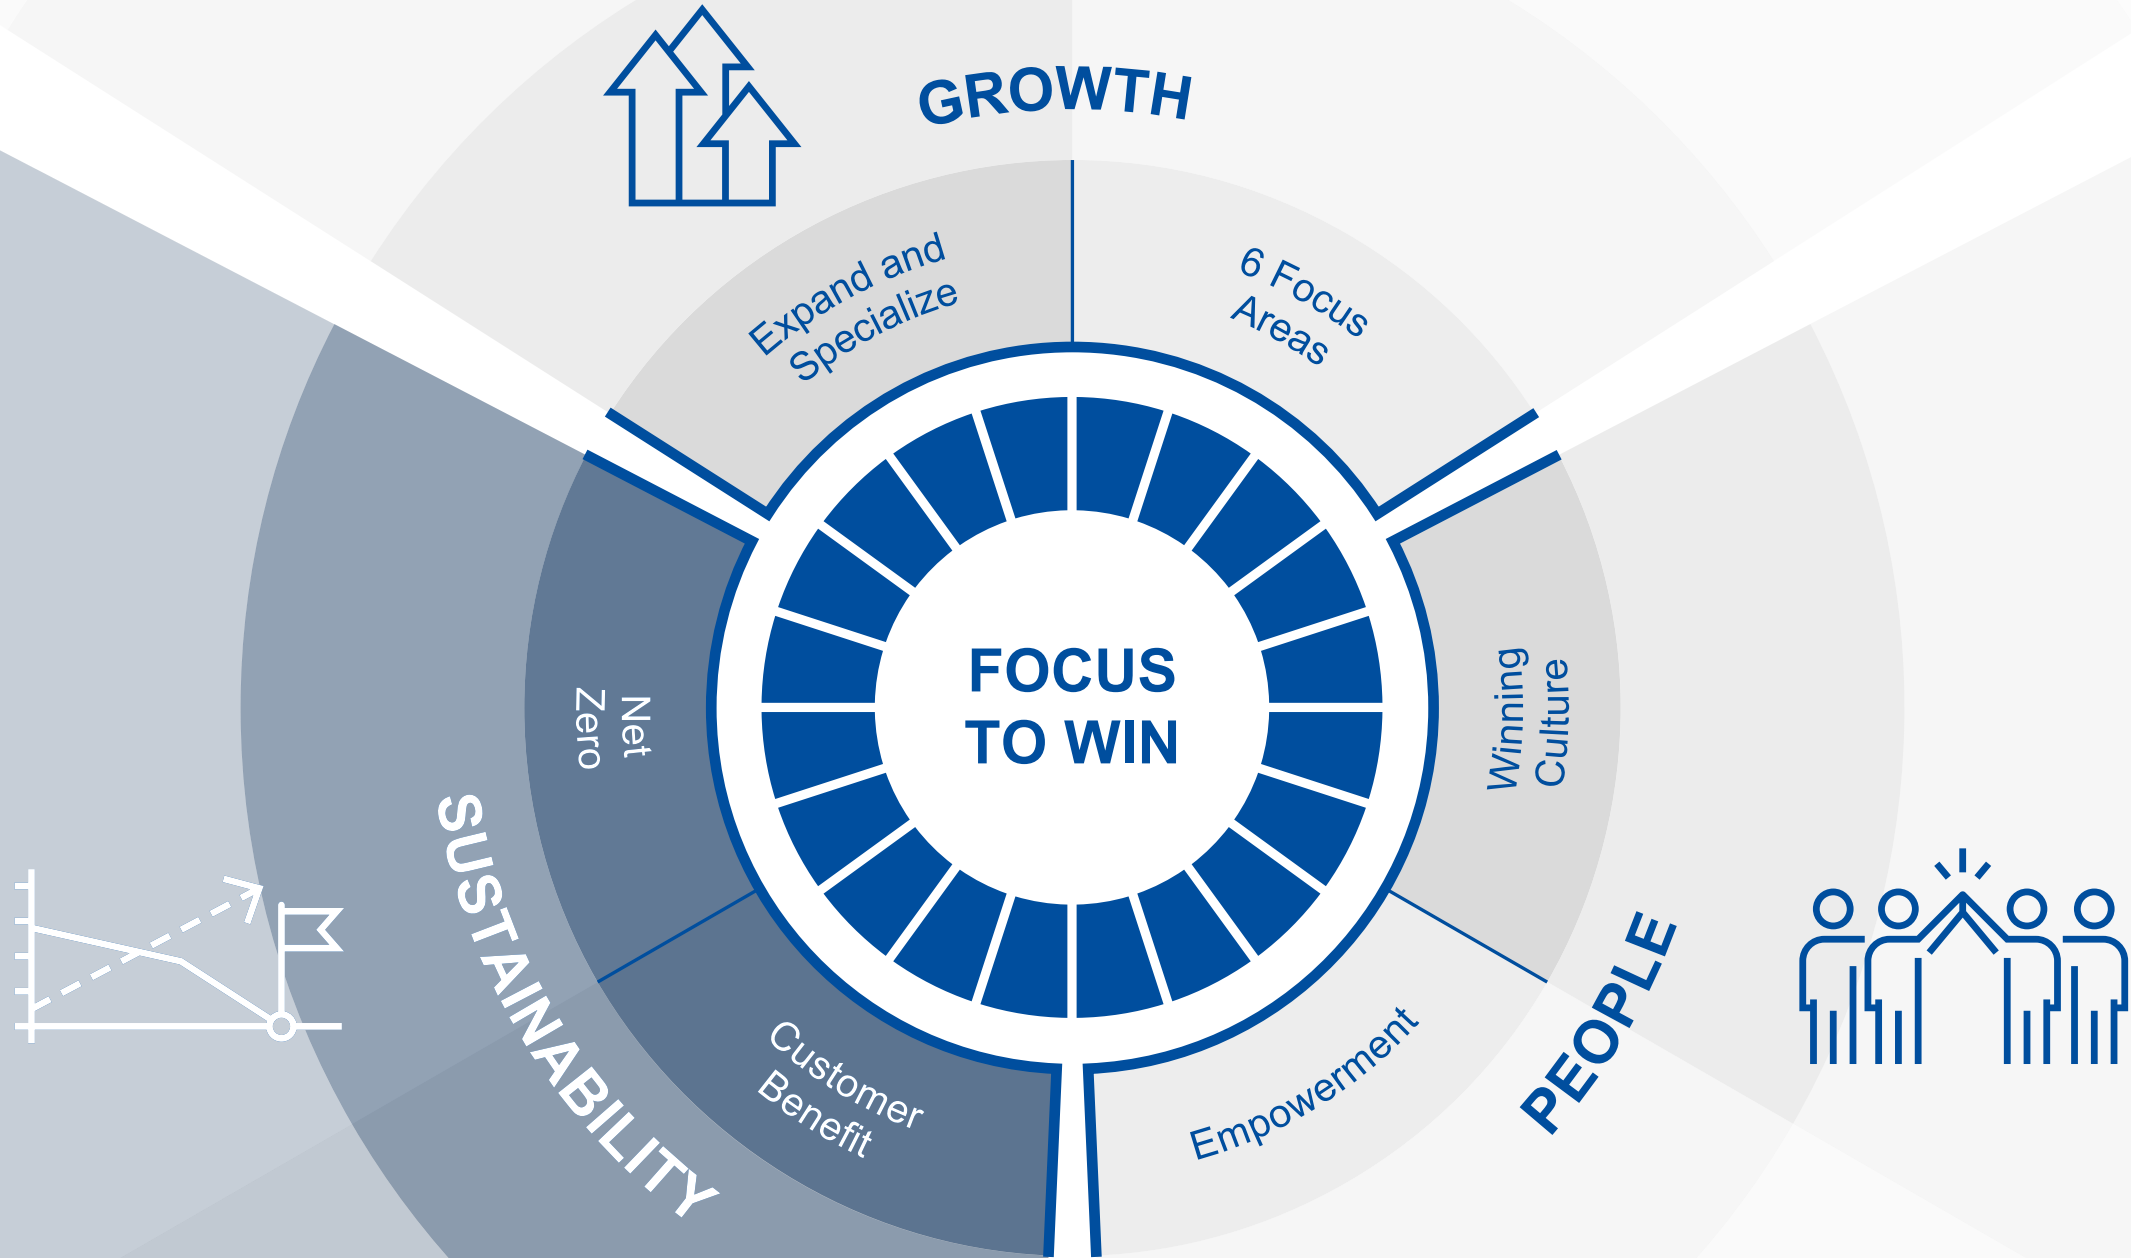 GROWTH
Expand and
Specialize
6 Focus
Areas
FOCUS
TO WIN
Net
Zero
Winning
Culture
SUSTAINABILITY
Customer
Benefit
Empowerment
PEOPLE